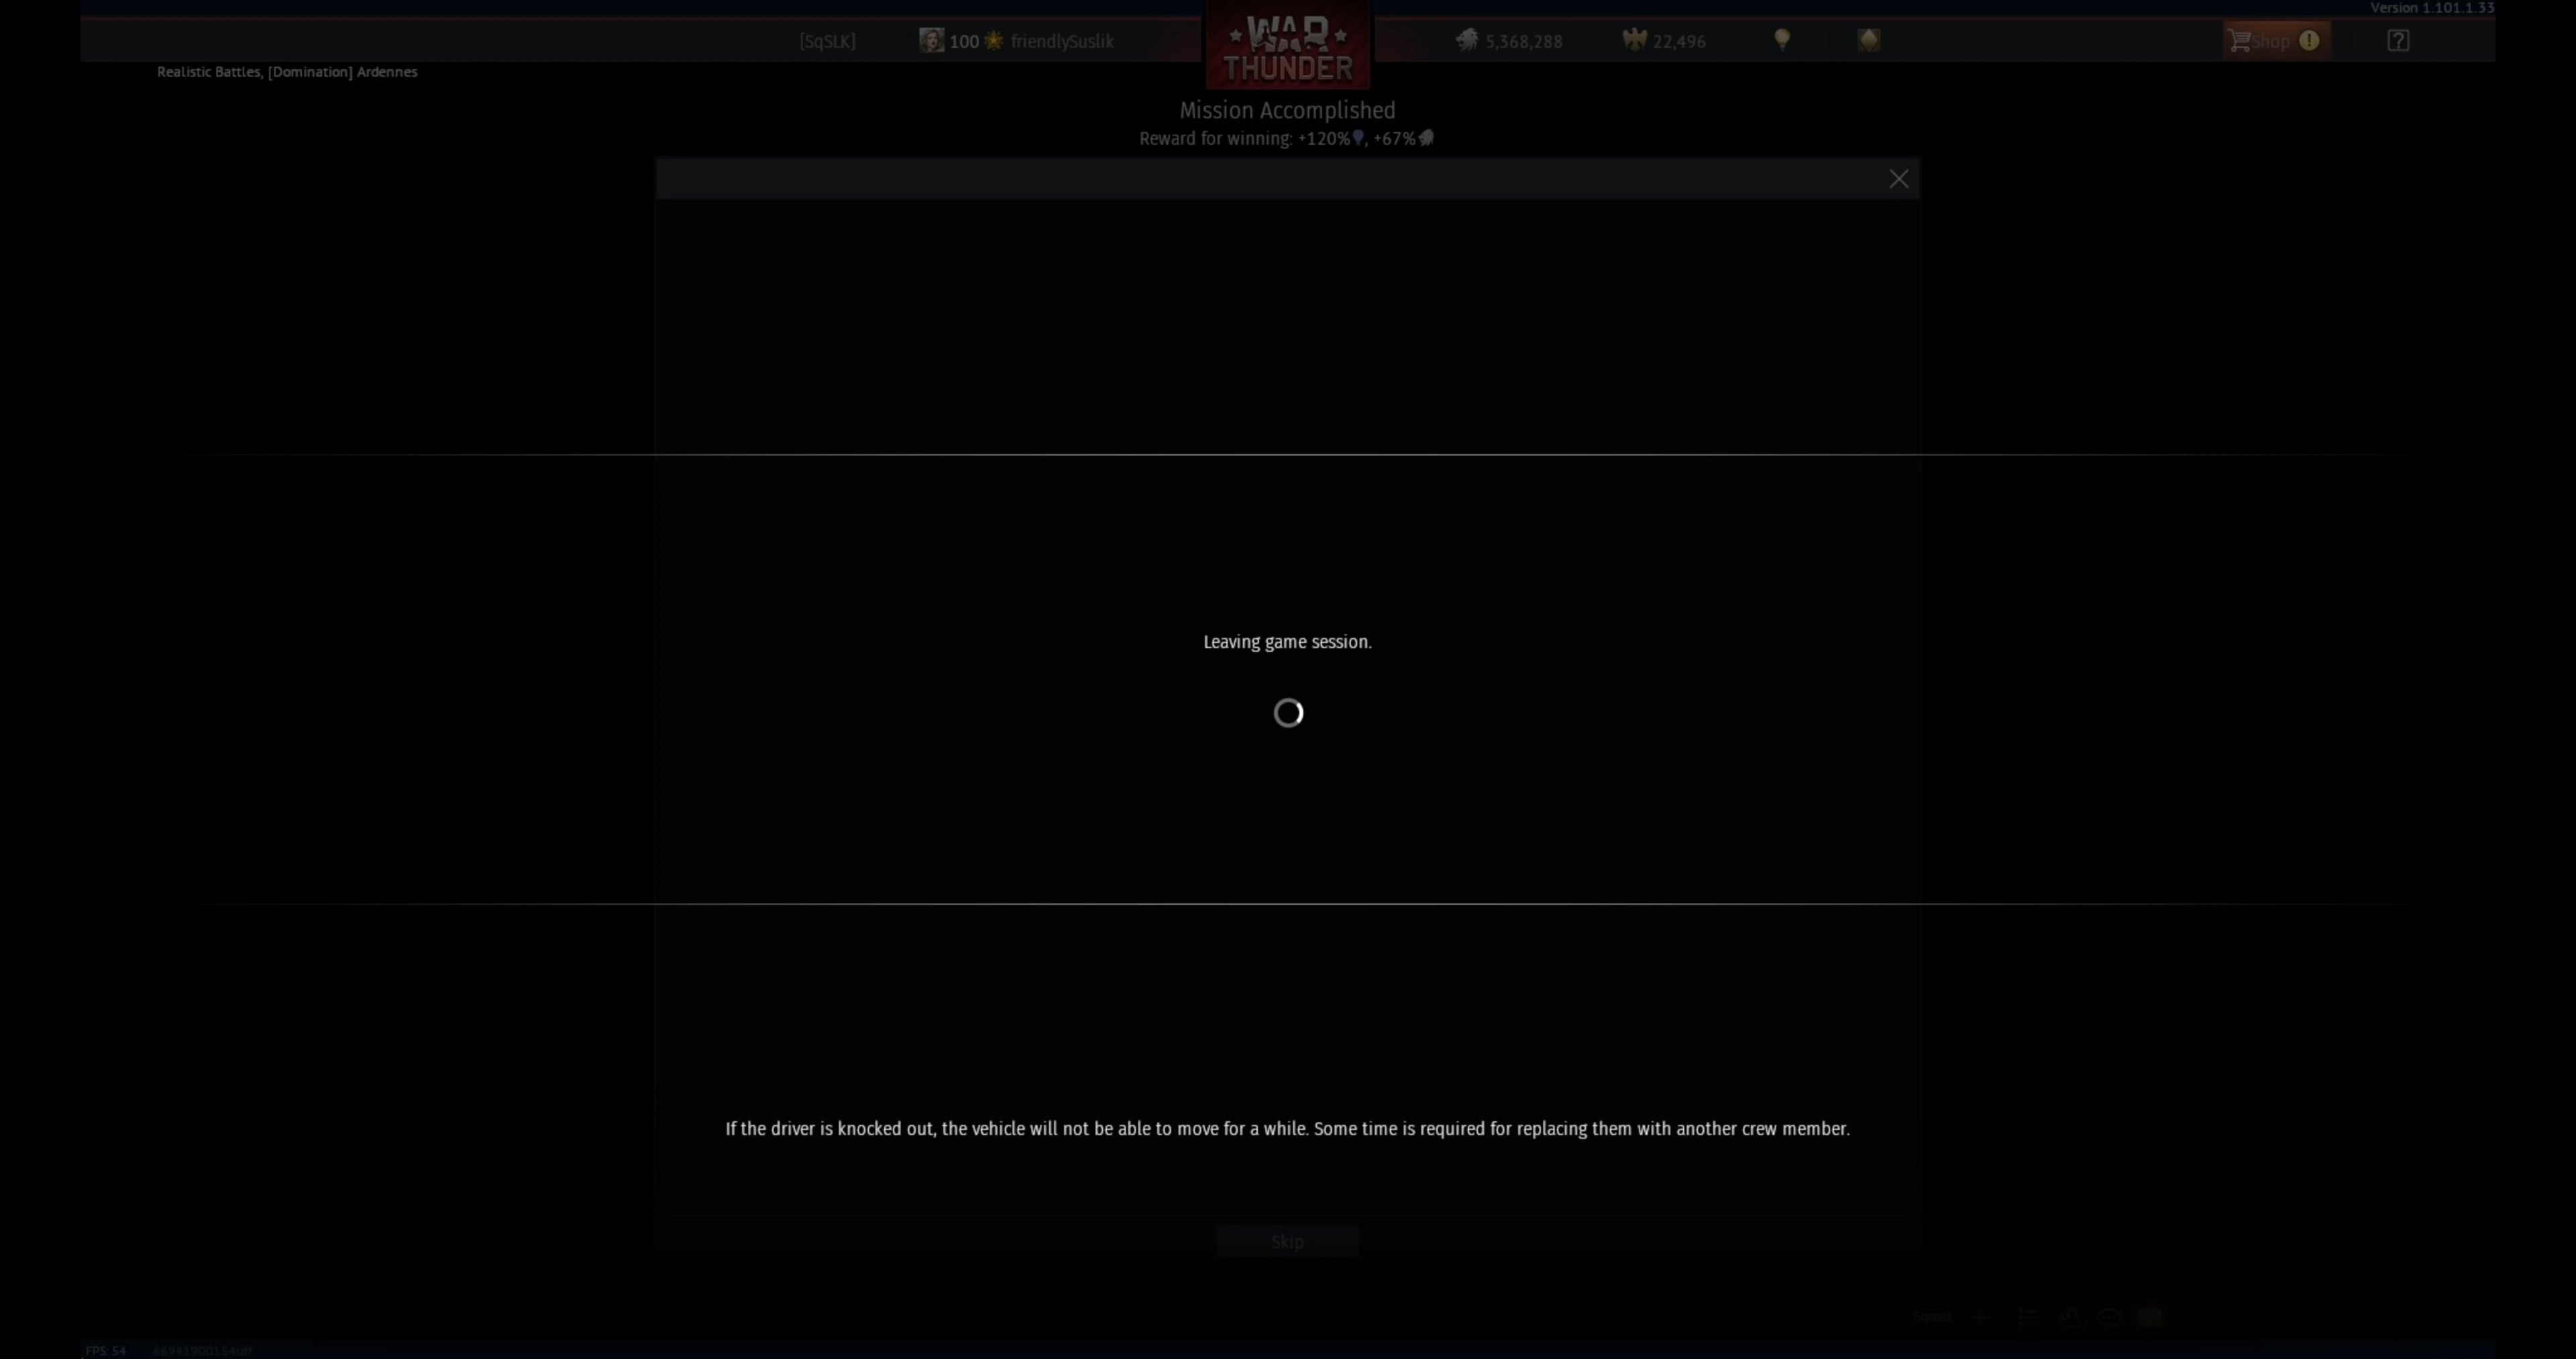 Version 1.101.1.33
[SqSLK] 100 friendlySuslik WAR THUNDER 5,368,288 22,496 Shop ! ?
Realistic Battles, [Domination] Ardennes
Mission Accomplished
Reward for winning: +120%, +67%
Leaving game session.
If the driver is knocked out, the vehicle will not be able to move for a while. Some time is required for replacing them with another crew member.
Skip
Squad
FPS: 54